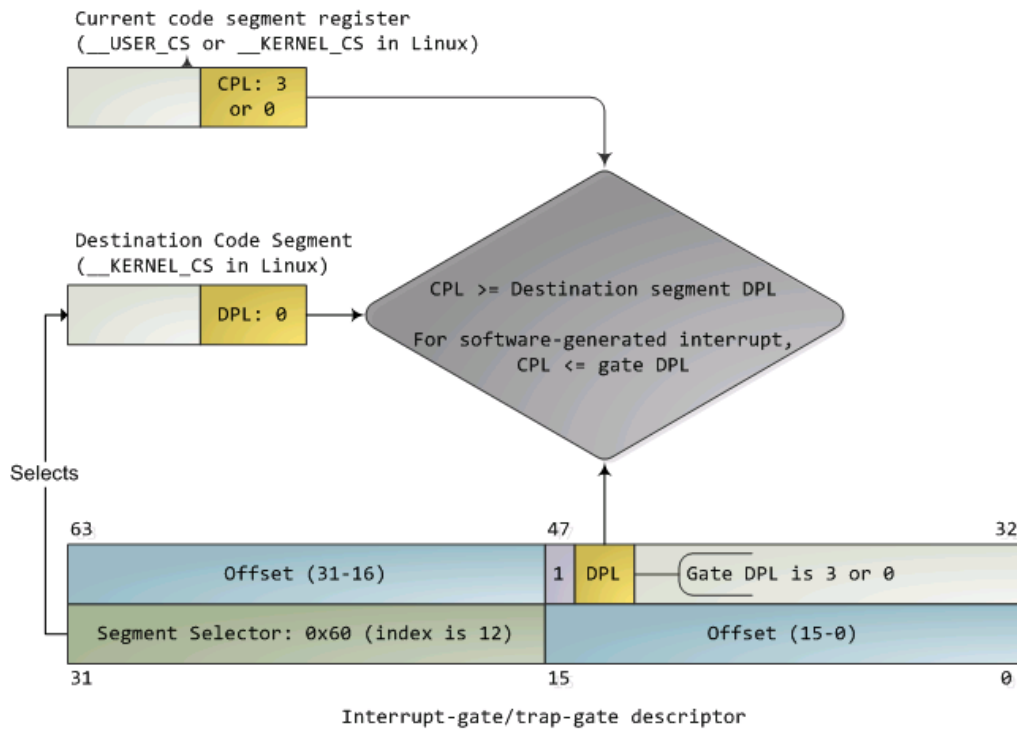 Current code segment register
(__USER_CS or __KERNEL_CS in Linux)
CPL: 3
or 0
Destination Code Segment
(__KERNEL_CS in Linux)
DPL: 0
CPL >= Destination segment DPL
For software-generated interrupt,
CPL <= gate DPL
Selects
63
47
32
Offset (31-16)
1
DPL
Gate DPL is 3 or 0
Segment Selector: 0x60 (index is 12)
Offset (15-0)
31
15
0
Interrupt-gate/trap-gate descriptor